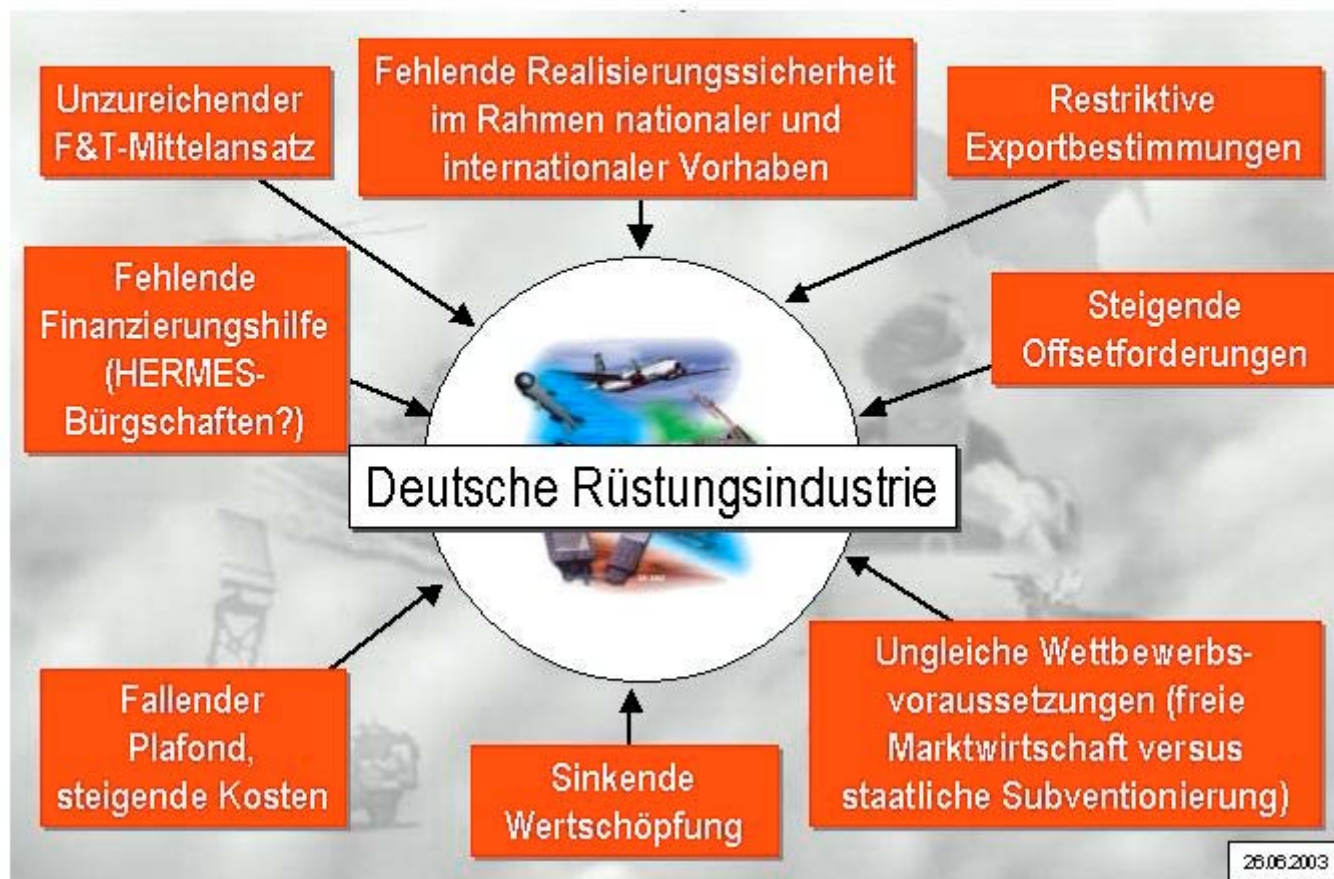 Unzureichender
F&T-Mittelansatz
Fehlende Realisierungssicherheit
im Rahmen nationaler und
internationaler Vorhaben
Restriktive
Exportbestimmungen
Fehlende
Finanzierungshilfe
(HERMES-
Bürgschaften?)
Steigende
Offsetforderungen
Deutsche Rüstungsindustrie
Fallender
Plafond,
steigende Kosten
Sinkende
Wertschöpfung
Ungleiche Wettbewerbs-
voraussetzungen (freie
Marktwirtschaft versus
staatliche Subventionierung)
26.06.2003